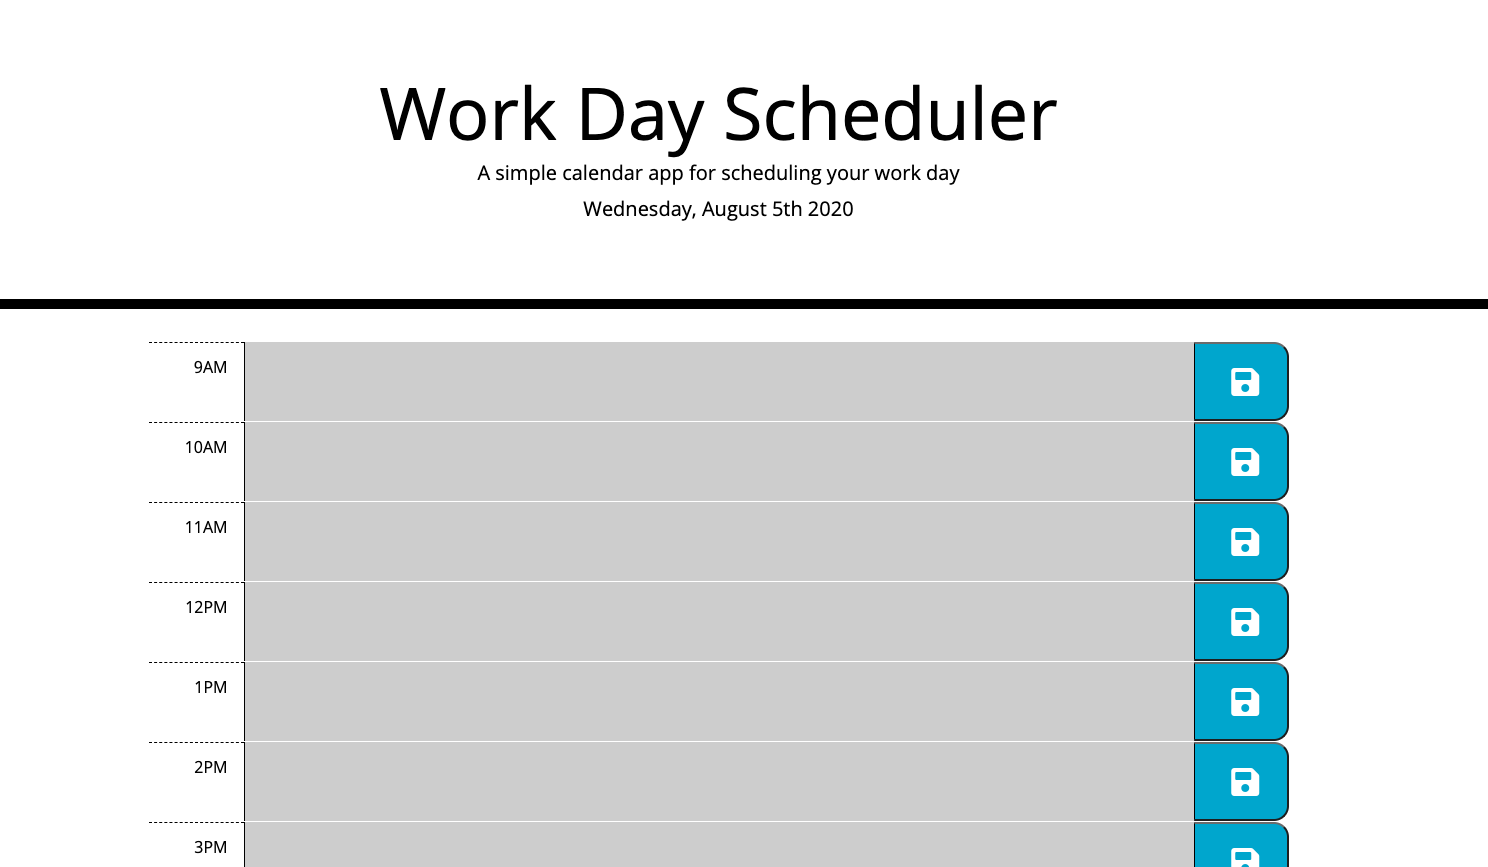 Work Day Scheduler
A simple calendar app for scheduling your work day
Wednesday, August 5th 2020
9AM
10AM
11AM
12PM
1PM
2PM
3PM